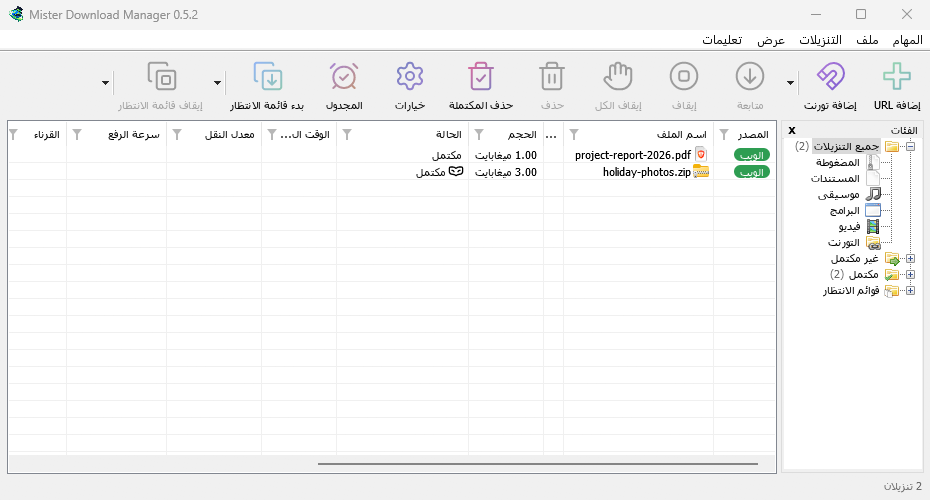 Mister Download Manager 0.5.2
المهام ملف التنزيلات عرض تعليمات
إضافة URL
إضافة تورنت
متابعة
إيقاف
إيقاف الكل
حذف
حذف المكتملة
خيارات
المجدول
بدء قائمة الانتظار
إيقاف قائمة الانتظار
الفئات x
جميع التنزيلات (2)
المضغوطة
المستندات
موسيقى
البرامج
فيديو
التورنت
غير مكتمل
مكتمل (2)
قوائم الانتظار
المصدر اسم الملف ... الحجم الحالة الوقت الـ... معدل النقل سرعة الرفع القرناء
الويب project-report-2026.pdf 1.00 ميغابايت مكتمل
الويب holiday-photos.zip 3.00 ميغابايت مكتمل
2 تنزيلات